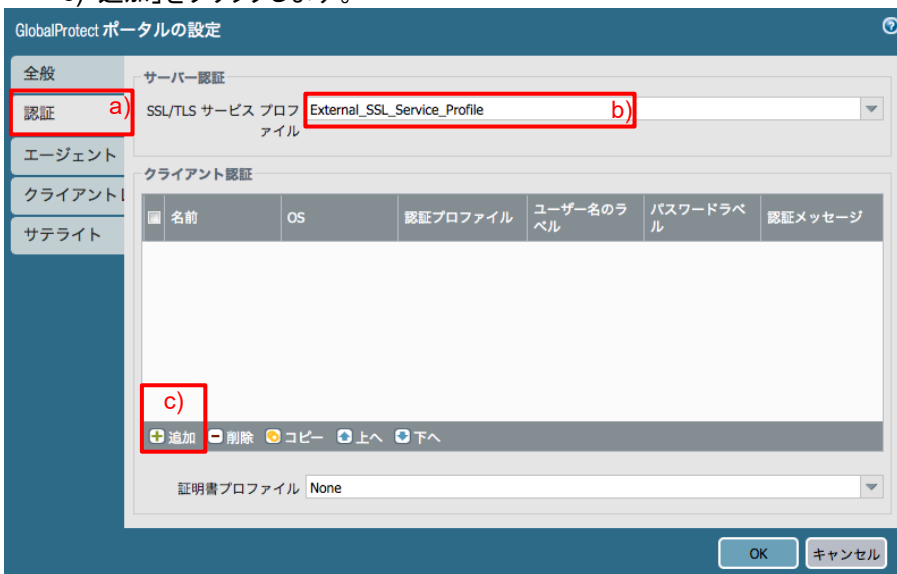 GlobalProtect ポータルの設定
全般
認証 a)
エージェント
クライアント
サテライト
サーバー認証
SSL/TLS サービス プロファイル
External_SSL_Service_Profile b)
クライアント認証
名前 OS 認証プロファイル ユーザー名のラベル パスワードラベル 認証メッセージ
c)
追加 削除 コピー 上へ 下へ
証明書プロファイル None
OK キャンセル